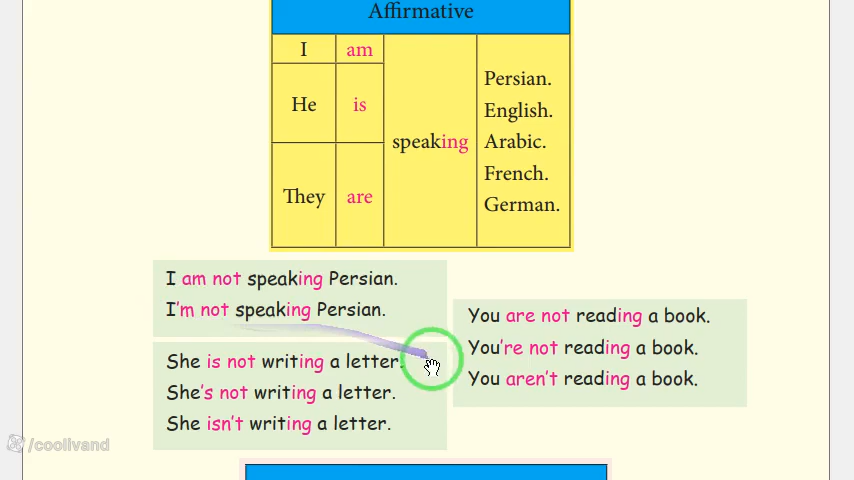 Affirmative
I am
He is
They are
speaking
Persian.
English.
Arabic.
French.
German.
I am not speaking Persian.
I'm not speaking Persian.
She is not writing a letter.
She's not writing a letter.
She isn't writing a letter.
You are not reading a book.
You're not reading a book.
You aren't reading a book.
/coolivand